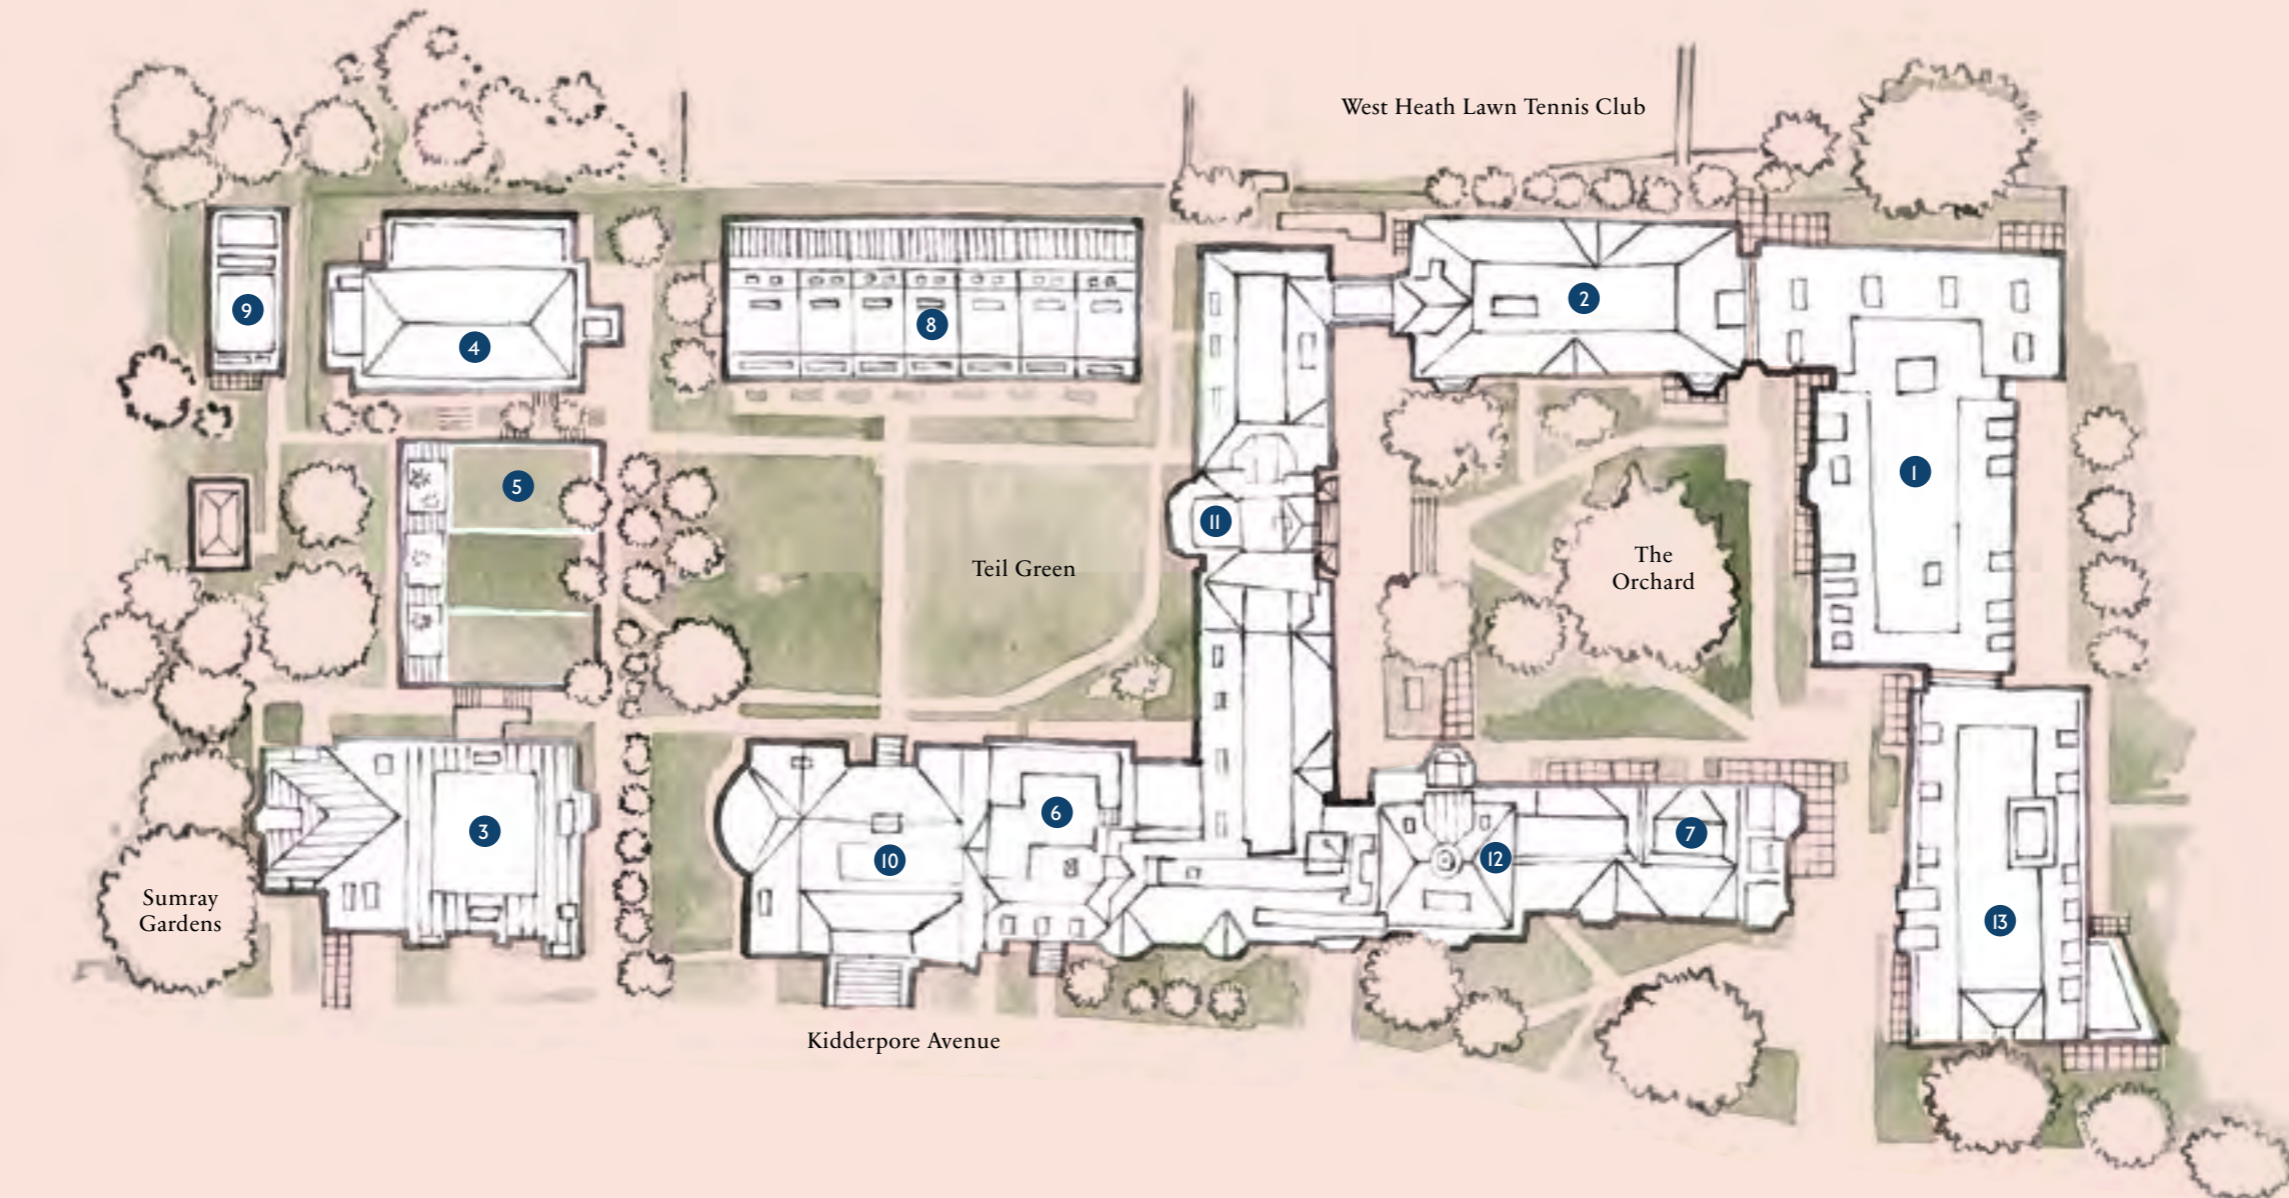 West Heath Lawn Tennis Club
9
4
8
2
5
11
1
Teil Green
The
Orchard
3
6
10
12
7
Sumray
Gardens
13
Kidderpore Avenue